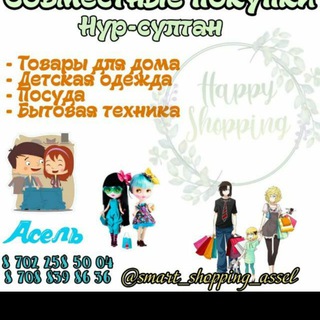 СОВМЕСТНЫЕ ПОКУПКИ
Нур-султан
- Товары для дома
- Детская одежда
- Посуда
- Бытовая техника
Happy
Shopping
Асель
8 702 258 50 04
8 708 839 86 36
@smart_shopping_assel